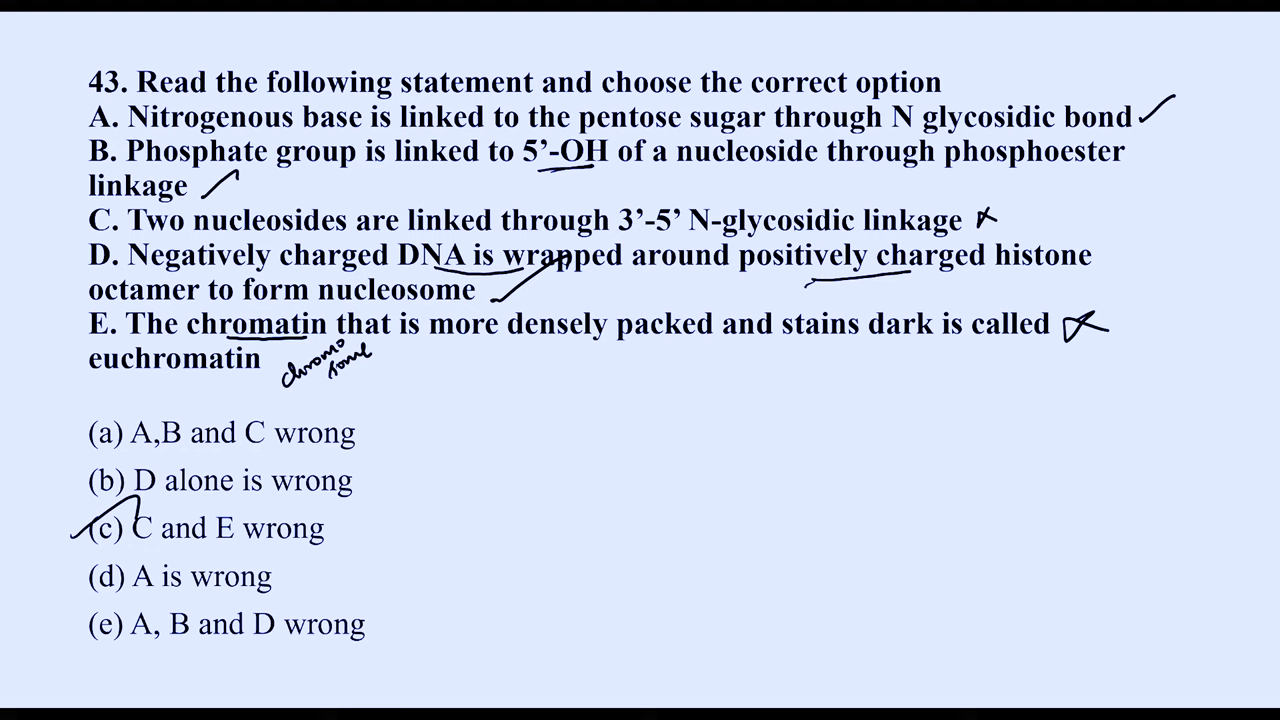 43. Read the following statement and choose the correct option
A. Nitrogenous base is linked to the pentose sugar through N glycosidic bond
B. Phosphate group is linked to 5’-OH of a nucleoside through phosphoester
linkage
C. Two nucleosides are linked through 3’-5’ N-glycosidic linkage
D. Negatively charged DNA is wrapped around positively charged histone
octamer to form nucleosome
E. The chromatin that is more densely packed and stains dark is called
euchromatin
chromo
some
(a) A,B and C wrong
(b) D alone is wrong
(c) C and E wrong
(d) A is wrong
(e) A, B and D wrong